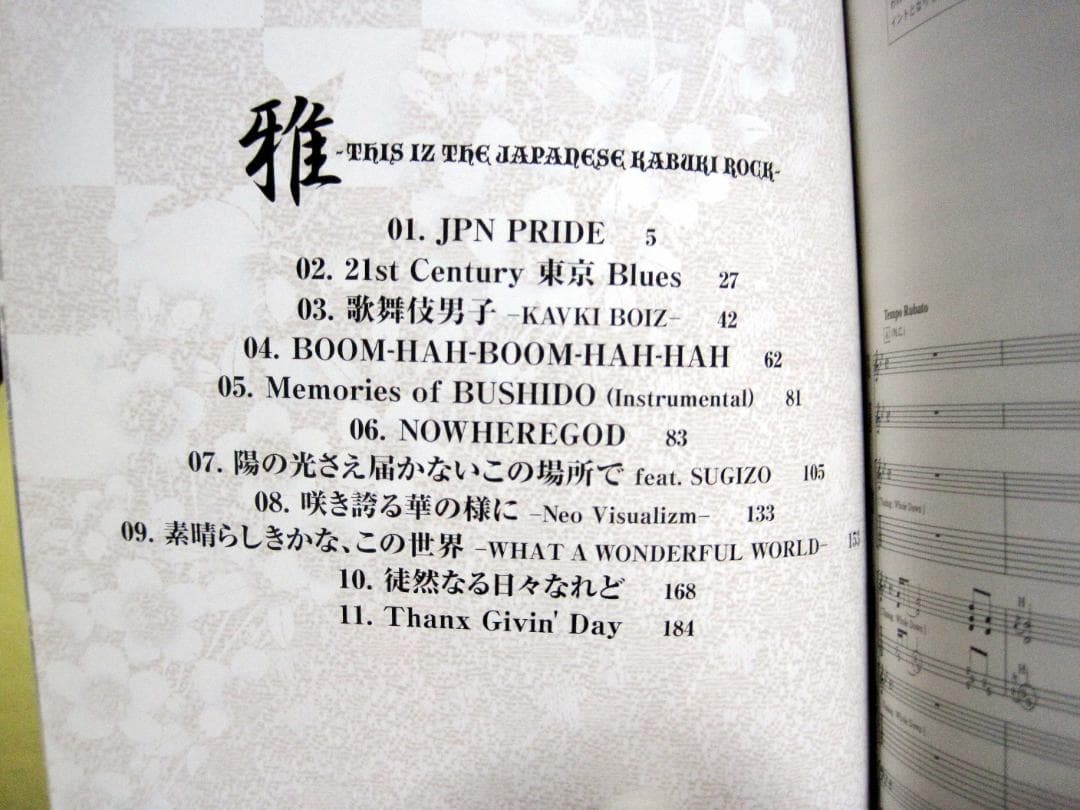 雅 -THIS IZ THE JAPANESE KABUKI ROCK-
01. JPN PRIDE 5
02. 21st Century 東京 Blues 27
03. 歌舞伎男子 –KAVKI BOIZ– 42
04. BOOM-HAH-BOOM-HAH-HAH 62
05. Memories of BUSHIDO (Instrumental) 81
06. NOWHEREGOD 83
07. 陽の光さえ届かないこの場所で feat. SUGIZO 105
08. 咲き誇る華の様に –Neo Visualizm– 133
09. 素晴らしきかな、この世界 –WHAT A WONDERFUL WORLD– 153
10. 徒然なる日々なれど 168
11. Thanx Givin' Day 184
Tempo Rubato
A (N.C.)